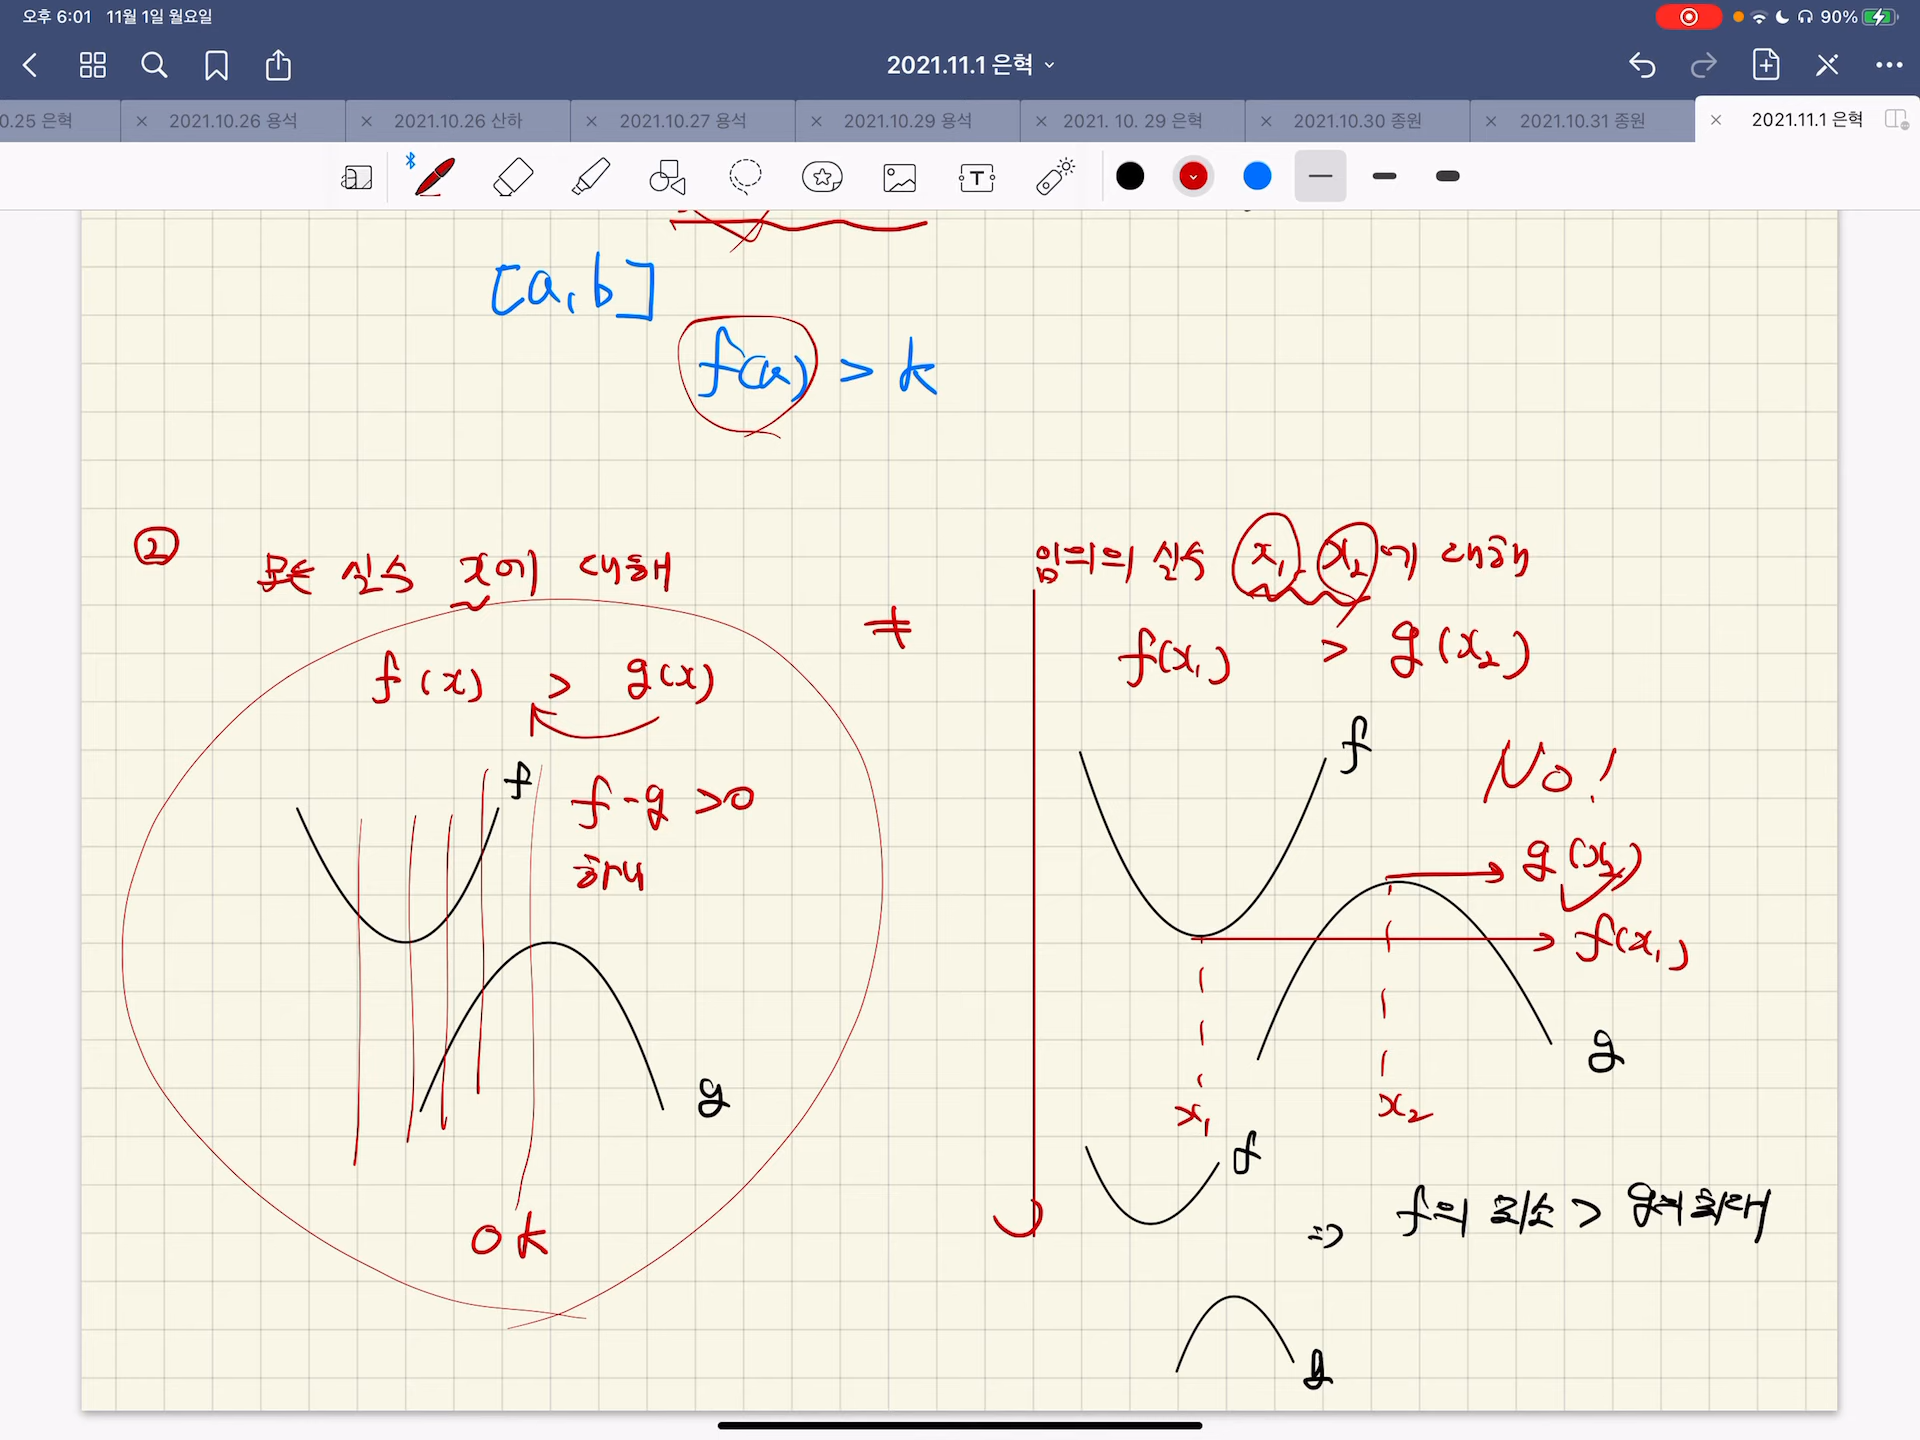 오후 6:01 11월 1일 월요일
90%
2021.11.1 은혁
0.25 은혁
2021.10.26 용석
2021.10.26 산하
2021.10.27 용석
2021.10.29 용석
2021. 10. 29 은혁
2021.10.30 종원
2021.10.31 종원
2021.11.1 은혁
[a, b]
f(a) > k
②
모든 실수 x에 대해
f(x) > g(x)
f
f-g >0
하나
g
ok
≠
임의의 실수 x₁, x₂에 대해
f(x₁) > g(x₂)
f
No!
g(x₂)
f(x₁)
g
x₁
x₂
f
⇒ f의 최소 > g의 최대
g